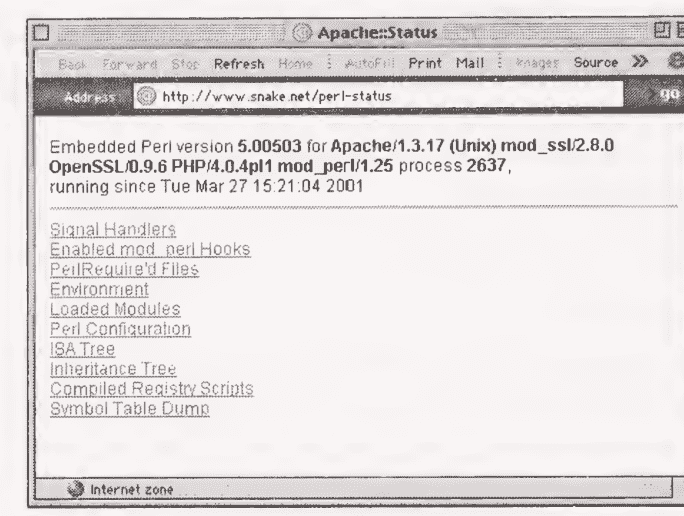 Apache::Status
Back Forward Stop Refresh Home AutoFill Print Mail Images Source >>
Address http://www.snake.net/perl-status go
Embedded Perl version 5.00503 for Apache/1.3.17 (Unix) mod_ssl/2.8.0
OpenSSL/0.9.6 PHP/4.0.4pl1 mod_perl/1.25 process 2637,
running since Tue Mar 27 15:21:04 2001
Signal Handlers
Enabled mod_perl Hooks
PerlRequire'd Files
Environment
Loaded Modules
Perl Configuration
ISA Tree
Inheritance Tree
Compiled Registry Scripts
Symbol Table Dump
Internet zone